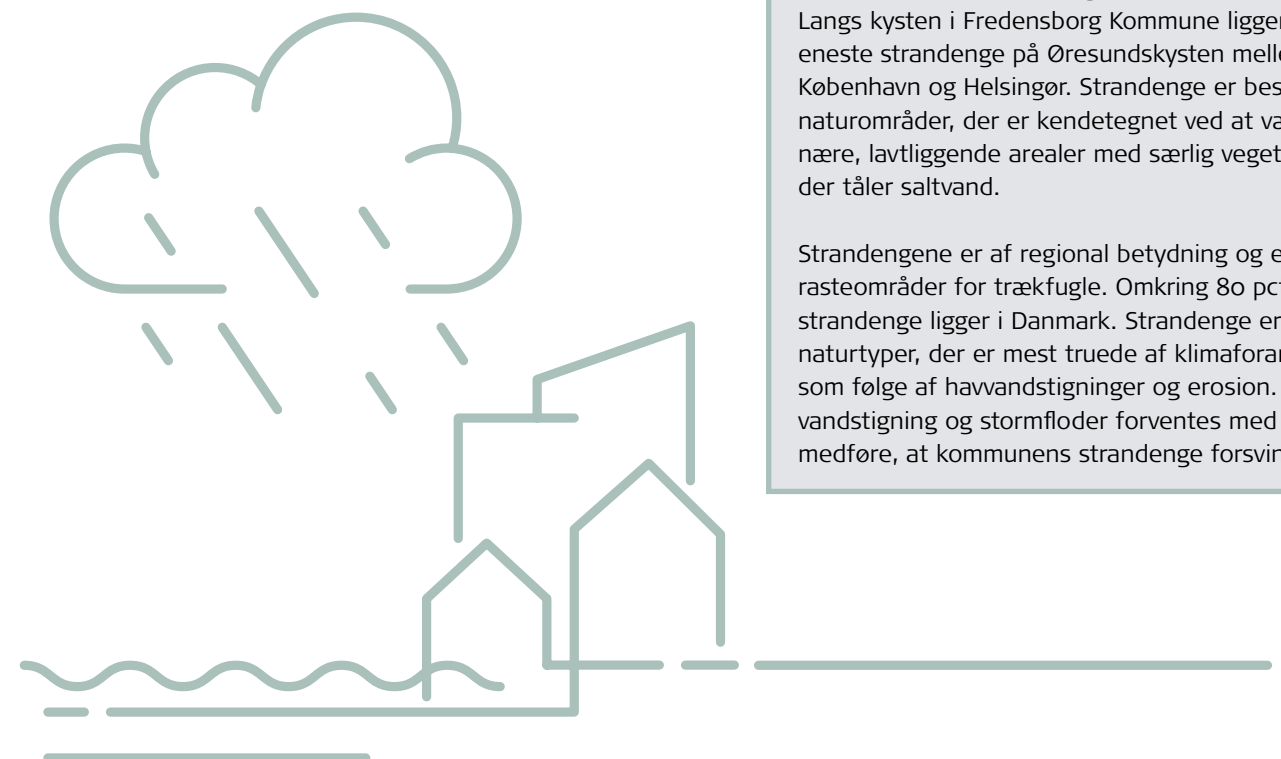 Langs kysten i Fredensborg Kommune ligger
eneste strandenge på Øresundskysten melle
København og Helsingør. Strandenge er bes
naturområder, der er kendetegnet ved at va
nære, lavtliggende arealer med særlig veget
der tåler saltvand.
Strandengene er af regional betydning og e
rasteområder for trækfugle. Omkring 80 pct
strandenge ligger i Danmark. Strandenge er
naturtyper, der er mest truede af klimaforan
som følge af havvandstigninger og erosion.
vandstigning og stormfloder forventes med
medføre, at kommunens strandenge forsvin